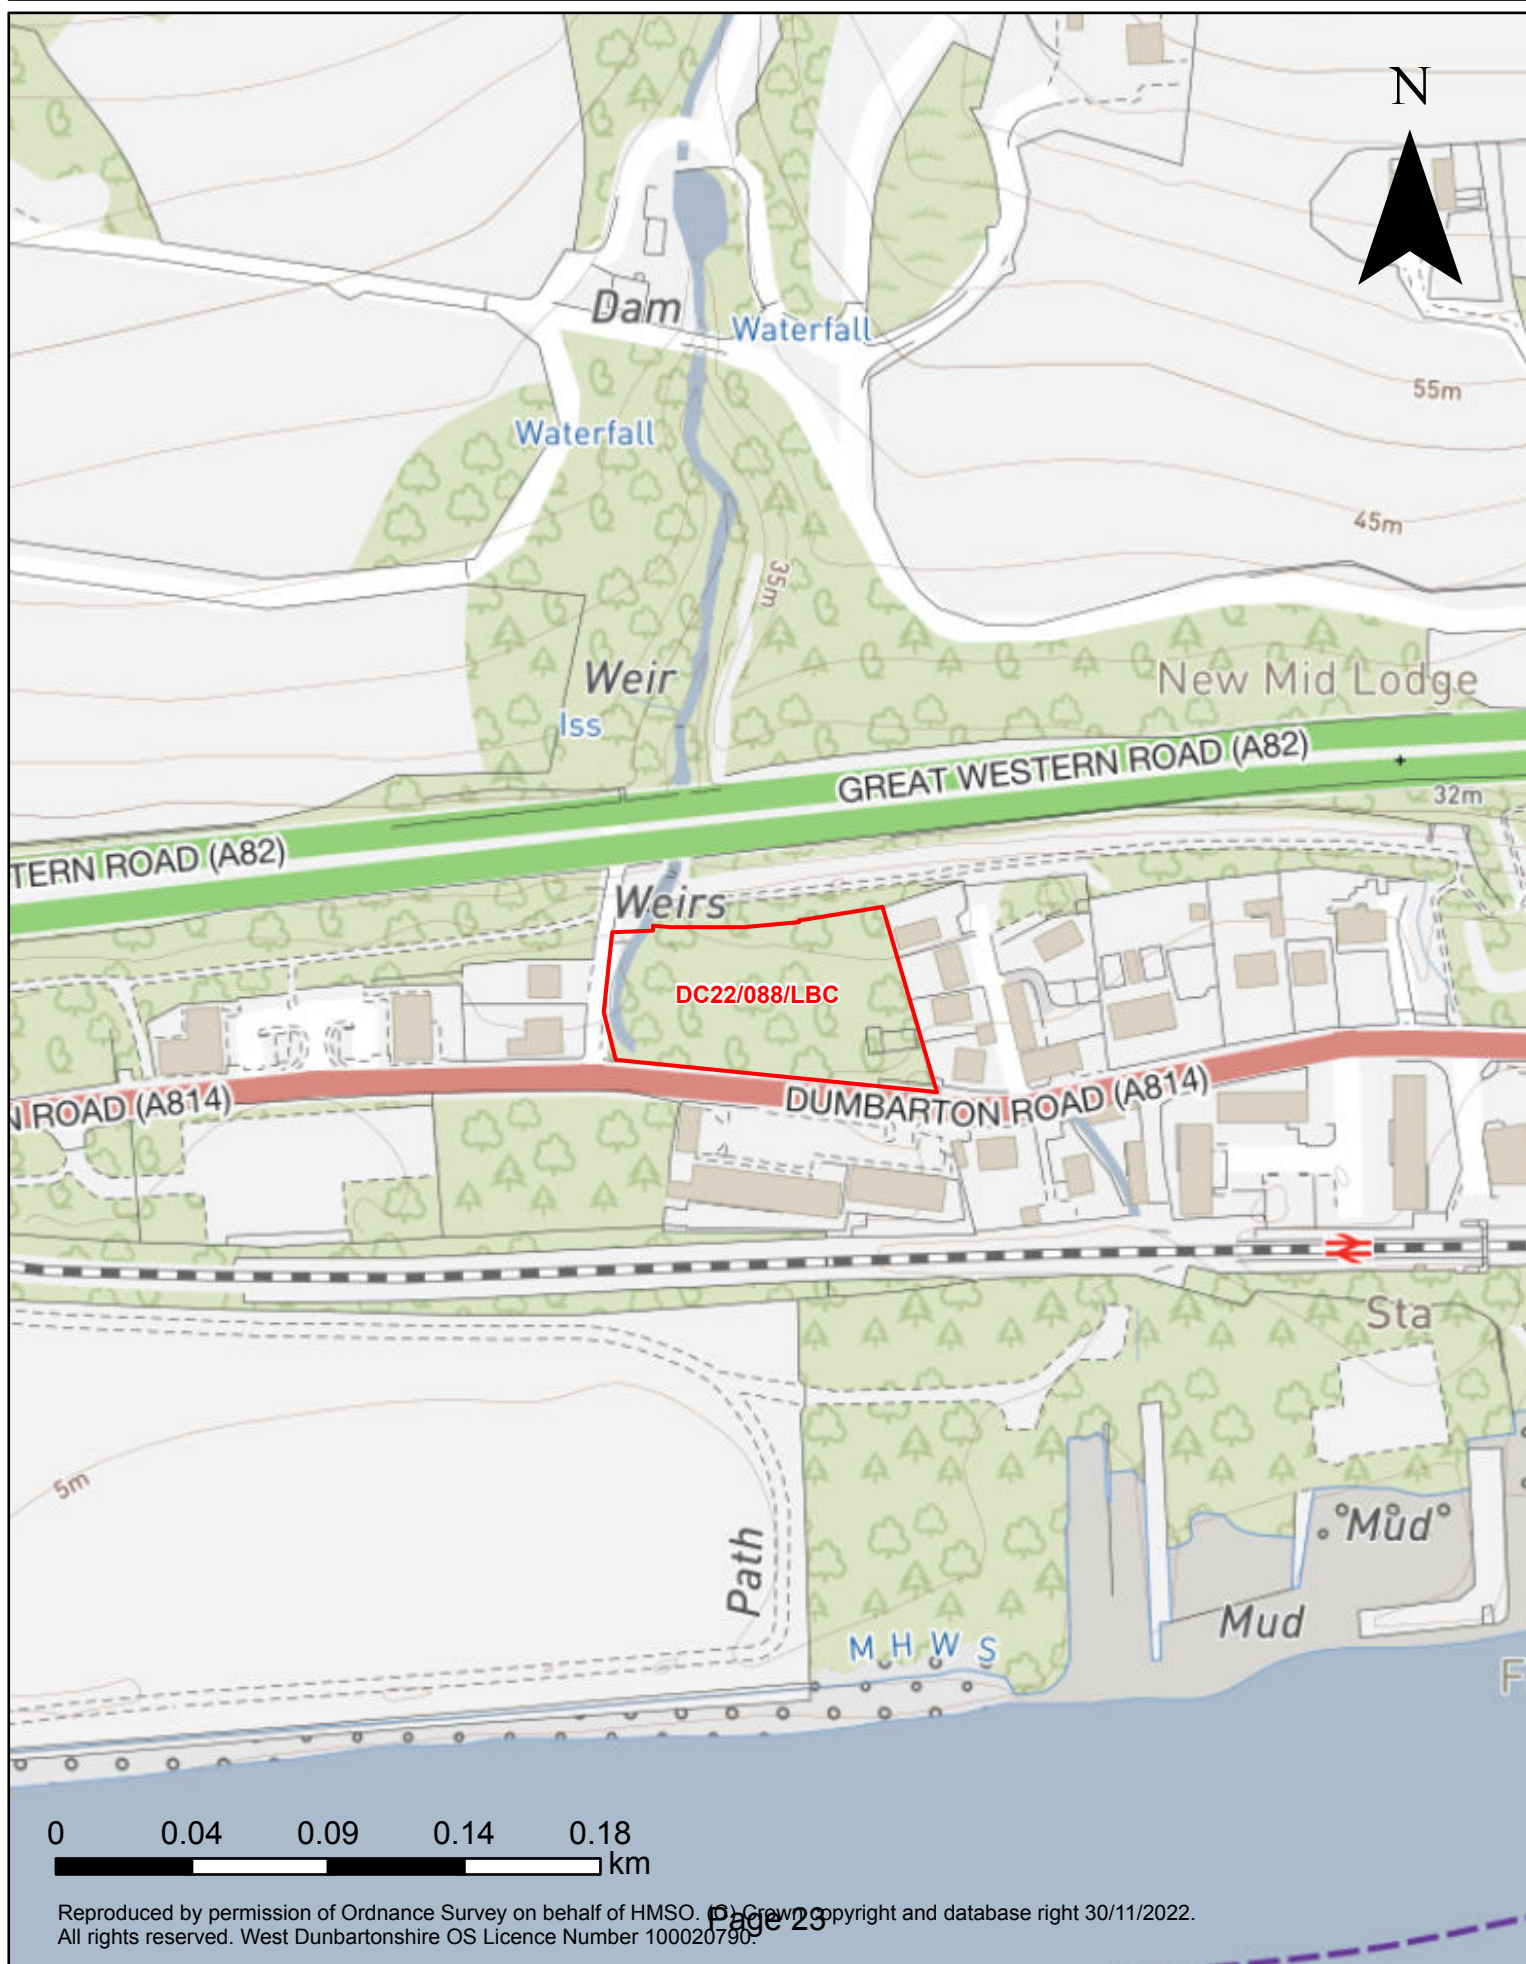 N
Dam
Waterfall
55m
Waterfall
45m
35m
Weir
New Mid Lodge
Iss
GREAT WESTERN ROAD (A82)
32m
TERN ROAD (A82)
Weirs
DC22/088/LBC
N ROAD (A814)
DUMBARTON ROAD (A814)
Sta
5m
Mud
Path
Mud
M H W S
F
0 0.04 0.09 0.14 0.18
km
Reproduced by permission of Ordnance Survey on behalf of HMSO. (C) Crown copyright and database right 30/11/2022.
Page 23
All rights reserved. West Dunbartonshire OS Licence Number 100020790.